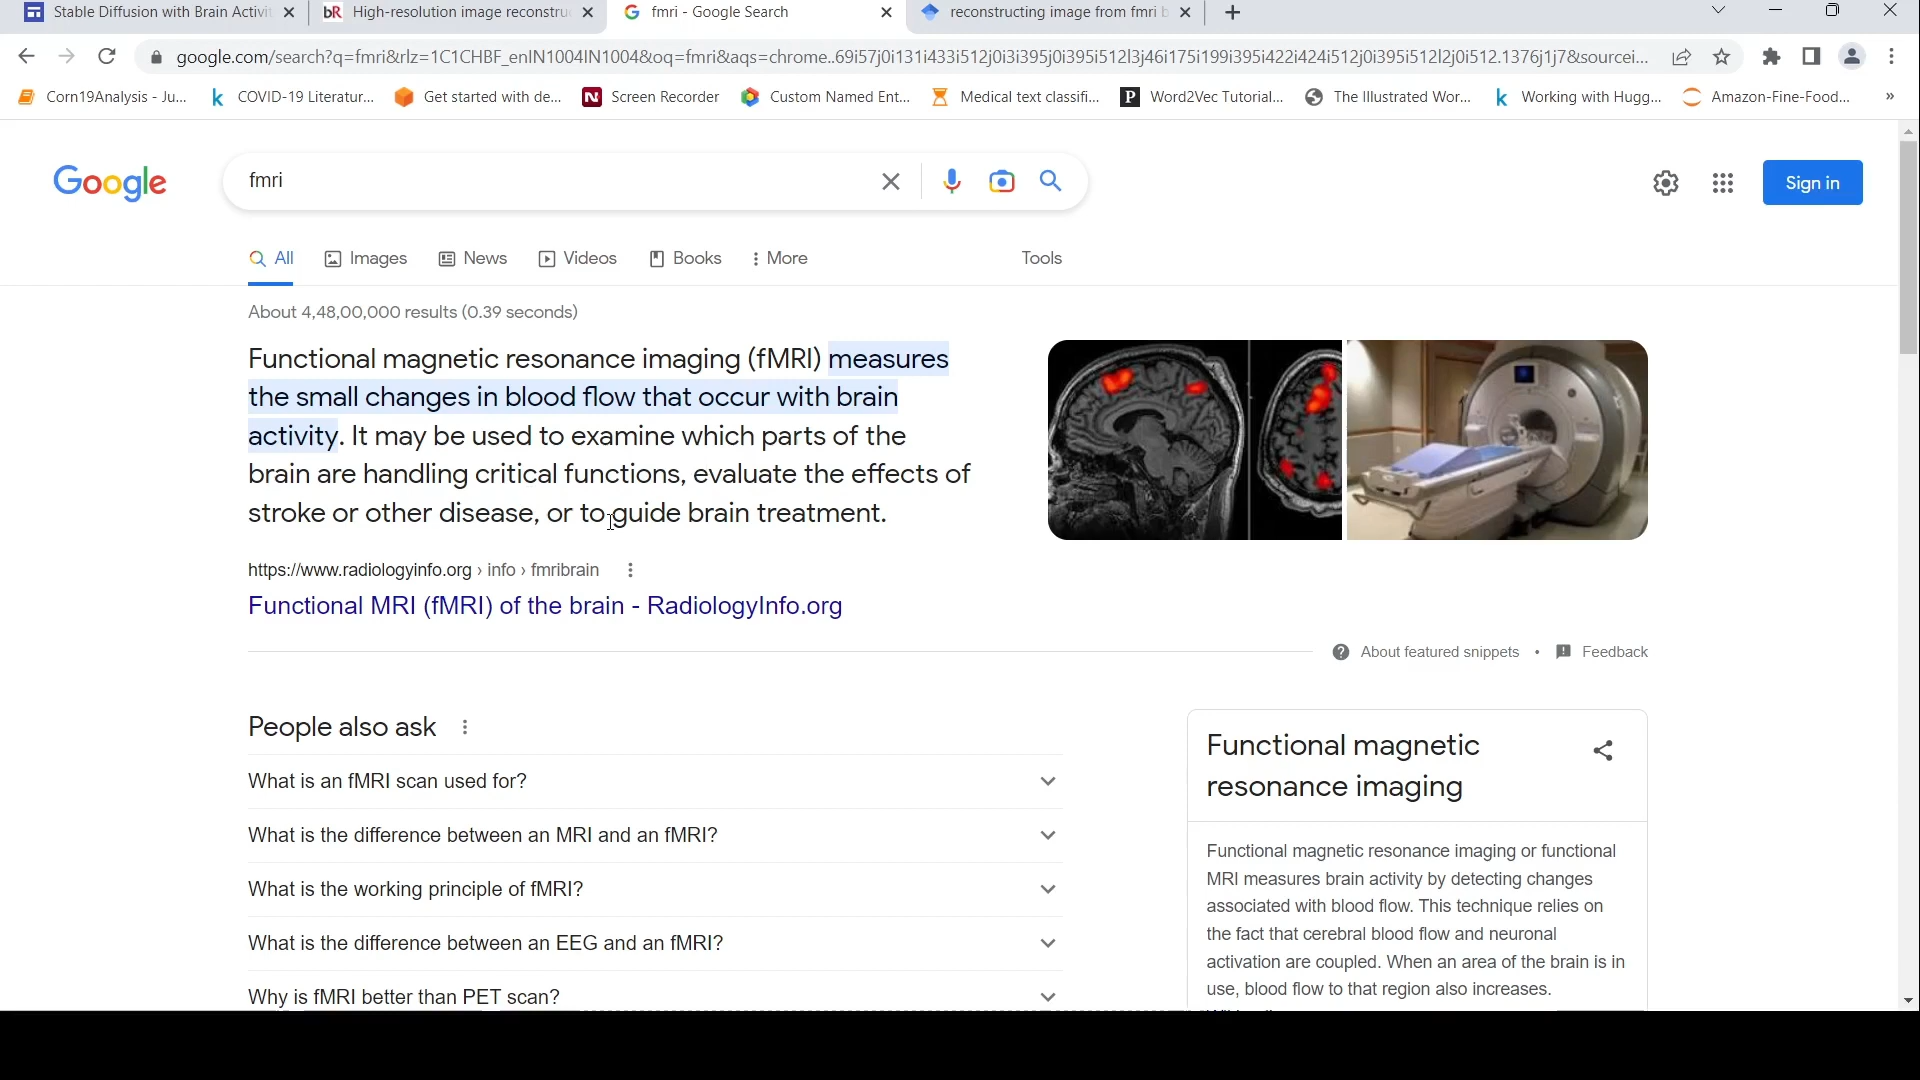 Stable Diffusion with Brain Activit
bR High-resolution image reconstru
fmri - Google Search
reconstructing image from fmri b
google.com/search?q=fmri&rlz=1C1CHBF_enIN1004IN1004&oq=fmri&aqs=chrome..69i57j0i131i433i512j0i3i395j0i395i512l3j46i175i199i395i422i424i512j0i395i512l2j0i512.1376j1j7&sourcei...
Corn19Analysis - Ju...
COVID-19 Literatur...
Get started with de...
Screen Recorder
Custom Named Ent...
Medical text classifi...
Word2Vec Tutorial...
The Illustrated Wor...
Working with Hugg...
Amazon-Fine-Food...
Google
fmri
Sign in
All
Images
News
Videos
Books
More
Tools
About 4,48,00,000 results (0.39 seconds)
Functional magnetic resonance imaging (fMRI) measures
the small changes in blood flow that occur with brain
activity. It may be used to examine which parts of the
brain are handling critical functions, evaluate the effects of
stroke or other disease, or to guide brain treatment.
https://www.radiologyinfo.org › info › fmribrain
Functional MRI (fMRI) of the brain - RadiologyInfo.org
About featured snippets • Feedback
People also ask
What is an fMRI scan used for?
What is the difference between an MRI and an fMRI?
What is the working principle of fMRI?
What is the difference between an EEG and an fMRI?
Why is fMRI better than PET scan?
Functional magnetic
resonance imaging
Functional magnetic resonance imaging or functional
MRI measures brain activity by detecting changes
associated with blood flow. This technique relies on
the fact that cerebral blood flow and neuronal
activation are coupled. When an area of the brain is in
use, blood flow to that region also increases.